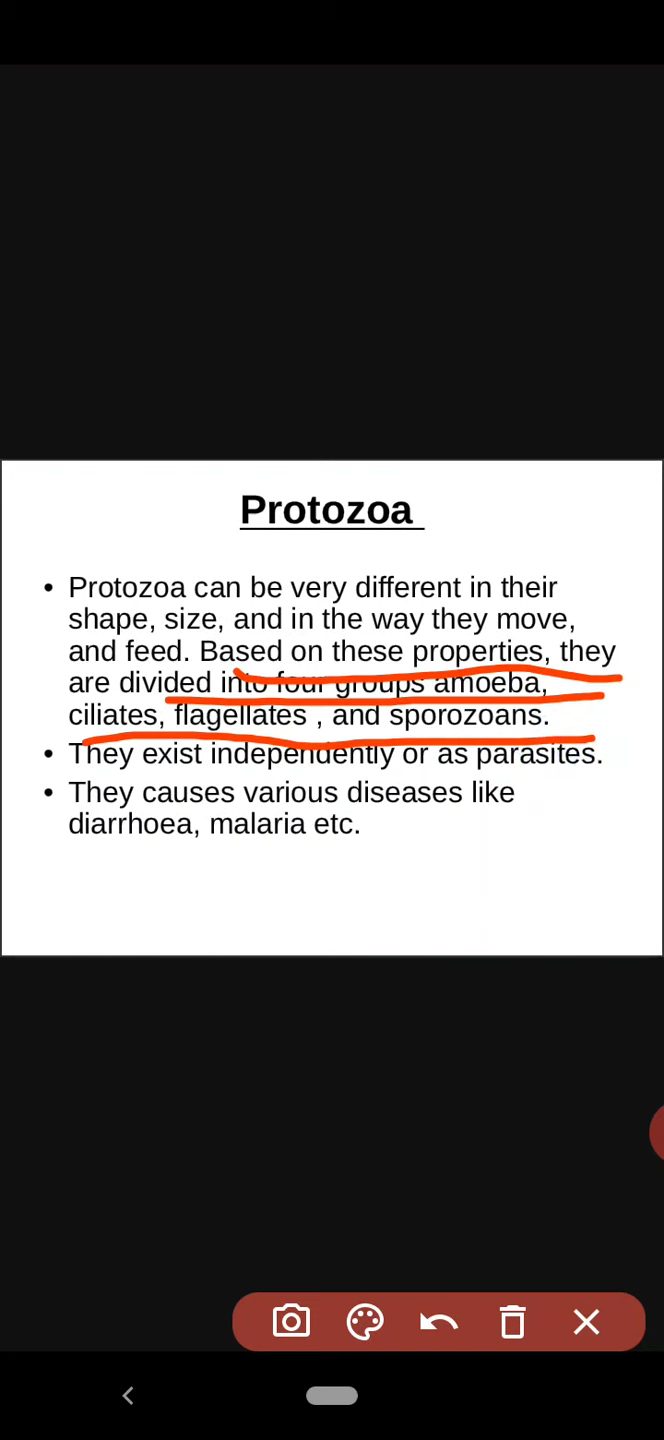 Protozoa
• Protozoa can be very different in their
shape, size, and in the way they move,
and feed. Based on these properties, they
are divided into four groups amoeba,
ciliates, flagellates , and sporozoans.
• They exist independently or as parasites.
• They causes various diseases like
diarrhoea, malaria etc.